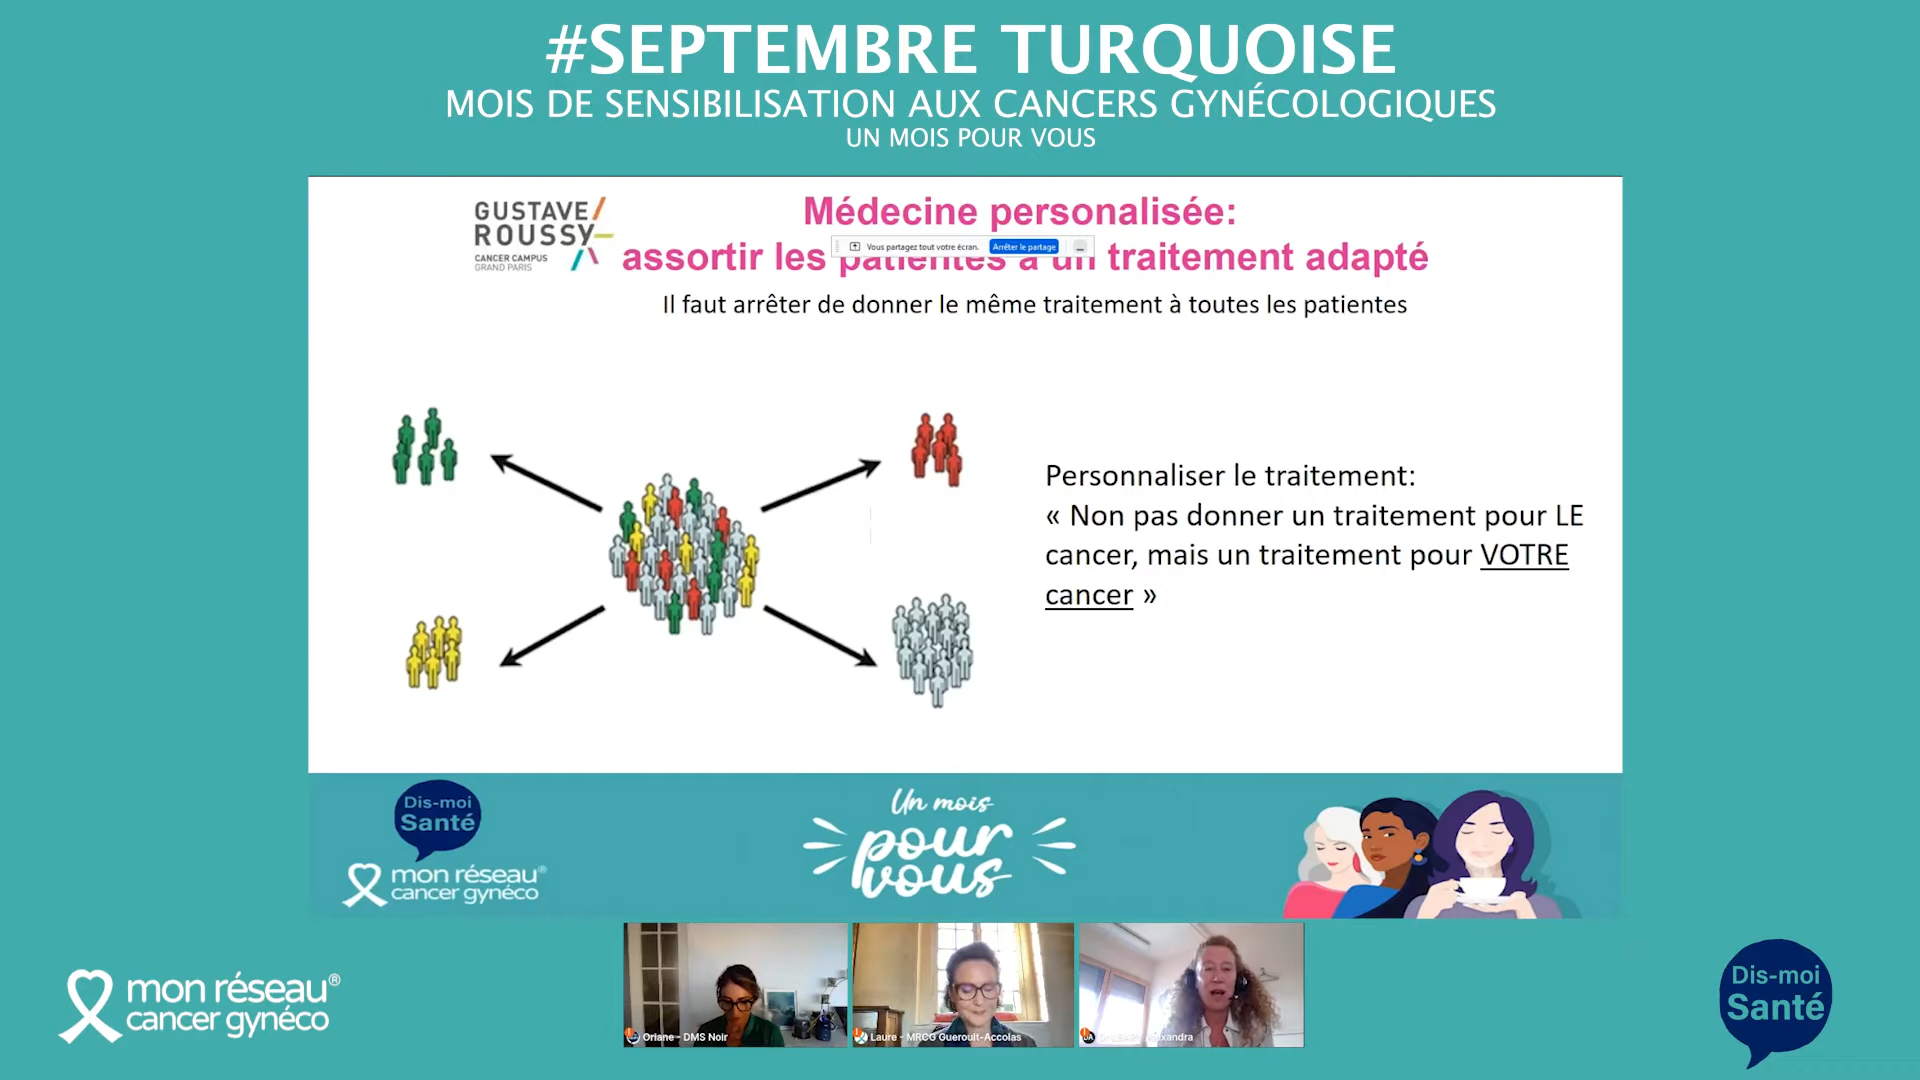 #SEPTEMBRE TURQUOISE
MOIS DE SENSIBILISATION AUX CANCERS GYNÉCOLOGIQUES
UN MOIS POUR VOUS
GUSTAVE/
ROUSSY
CANCER CAMPUS
GRAND PARIS
Médecine personalisée:
Vous partagez tout votre écran. Arrêter le partage
assortir les patientes à un traitement adapté
Il faut arrêter de donner le même traitement à toutes les patientes
Personnaliser le traitement:
« Non pas donner un traitement pour LE
cancer, mais un traitement pour VOTRE
cancer »
Dis-moi
Santé
mon réseau®
cancer gynéco
Un mois
pour
vous
Oriane - DMS Noir
Laure - MRCG Gueroult-Accolas
DA
mon réseau®
cancer gynéco
Dis-moi
Santé